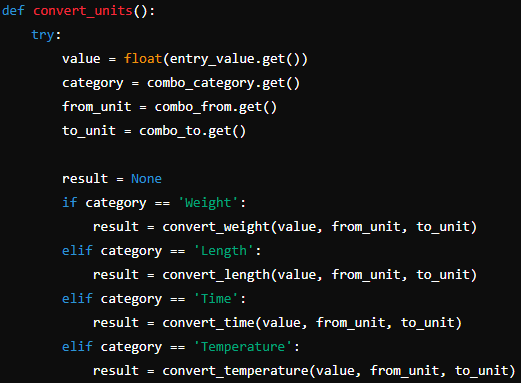 def convert_units():
    try:
        value = float(entry_value.get())
        category = combo_category.get()
        from_unit = combo_from.get()
        to_unit = combo_to.get()

        result = None
        if category == 'Weight':
            result = convert_weight(value, from_unit, to_unit)
        elif category == 'Length':
            result = convert_length(value, from_unit, to_unit)
        elif category == 'Time':
            result = convert_time(value, from_unit, to_unit)
        elif category == 'Temperature':
            result = convert_temperature(value, from_unit, to_unit)